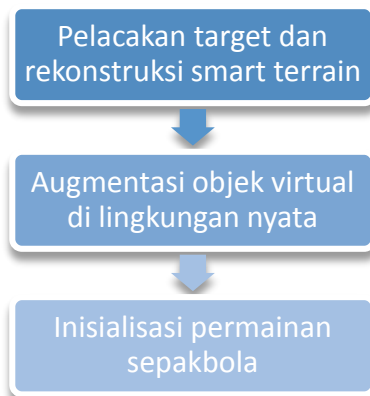 Pelacakan target dan
rekonstruksi smart terrain
Augmentasi objek virtual
di lingkungan nyata
Inisialisasi permainan
sepakbola